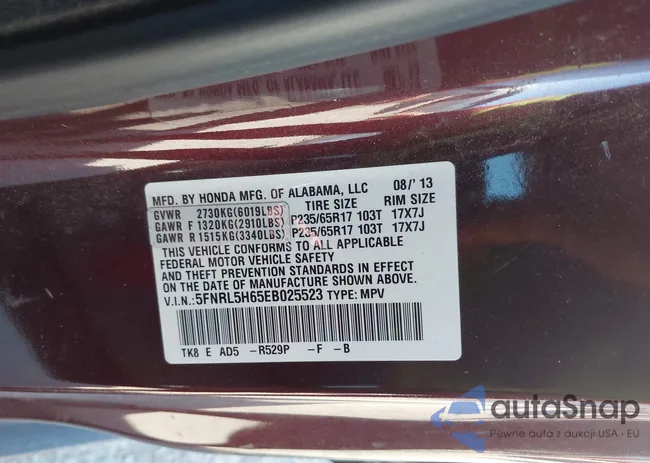 MFD. BY HONDA MFG. OF ALABAMA, LLC 08/'13
TIRE SIZE RIM SIZE
GVWR 2730KG(6019LBS)
GAWR F 1320KG(2910LBS) P235/65R17 103T 17X7J
GAWR R 1515KG(3340LBS) P235/65R17 103T 17X7J
THIS VEHICLE CONFORMS TO ALL APPLICABLE
FEDERAL MOTOR VEHICLE SAFETY
AND THEFT PREVENTION STANDARDS IN EFFECT
ON THE DATE OF MANUFACTURE SHOWN ABOVE.
V.I.N.:5FNRL5H65EB025523 TYPE: MPV
TK8 E AD5 -R529P -F -B
autoSnap
Pewne auta z aukcji USA · EU